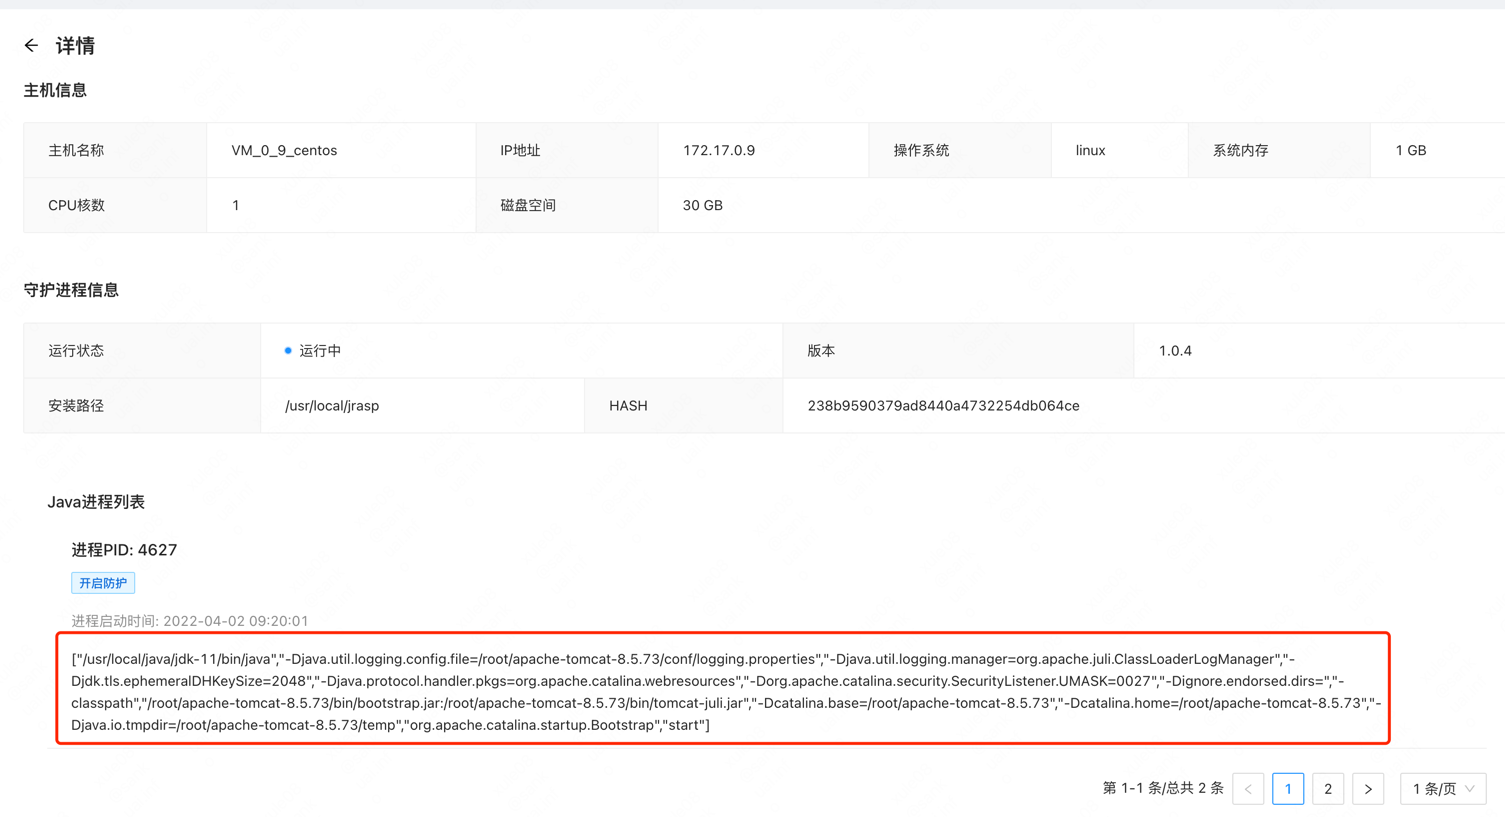 详情
主机信息
主机名称 VM_0_9_centos IP地址 172.17.0.9 操作系统 linux 系统内存 1 GB
CPU核数 1 磁盘空间 30 GB
守护进程信息
运行状态 运行中 版本 1.0.4
安装路径 /usr/local/jrasp HASH 238b9590379ad8440a4732254db064ce
Java进程列表
进程PID: 4627
开启防护
进程启动时间: 2022-04-02 09:20:01
["/usr/local/java/jdk-11/bin/java","-Djava.util.logging.config.file=/root/apache-tomcat-8.5.73/conf/logging.properties","-Djava.util.logging.manager=org.apache.juli.ClassLoaderLogManager","-
Djdk.tls.ephemeralDHKeySize=2048","-Djava.protocol.handler.pkgs=org.apache.catalina.webresources","-Dorg.apache.catalina.security.SecurityListener.UMASK=0027","-Dignore.endorsed.dirs=","-
classpath","/root/apache-tomcat-8.5.73/bin/bootstrap.jar:/root/apache-tomcat-8.5.73/bin/tomcat-juli.jar","-Dcatalina.base=/root/apache-tomcat-8.5.73","-Dcatalina.home=/root/apache-tomcat-8.5.73","-
Djava.io.tmpdir=/root/apache-tomcat-8.5.73/temp","org.apache.catalina.startup.Bootstrap","start"]
第 1-1 条/总共 2 条 < 1 2 > 1 条/页